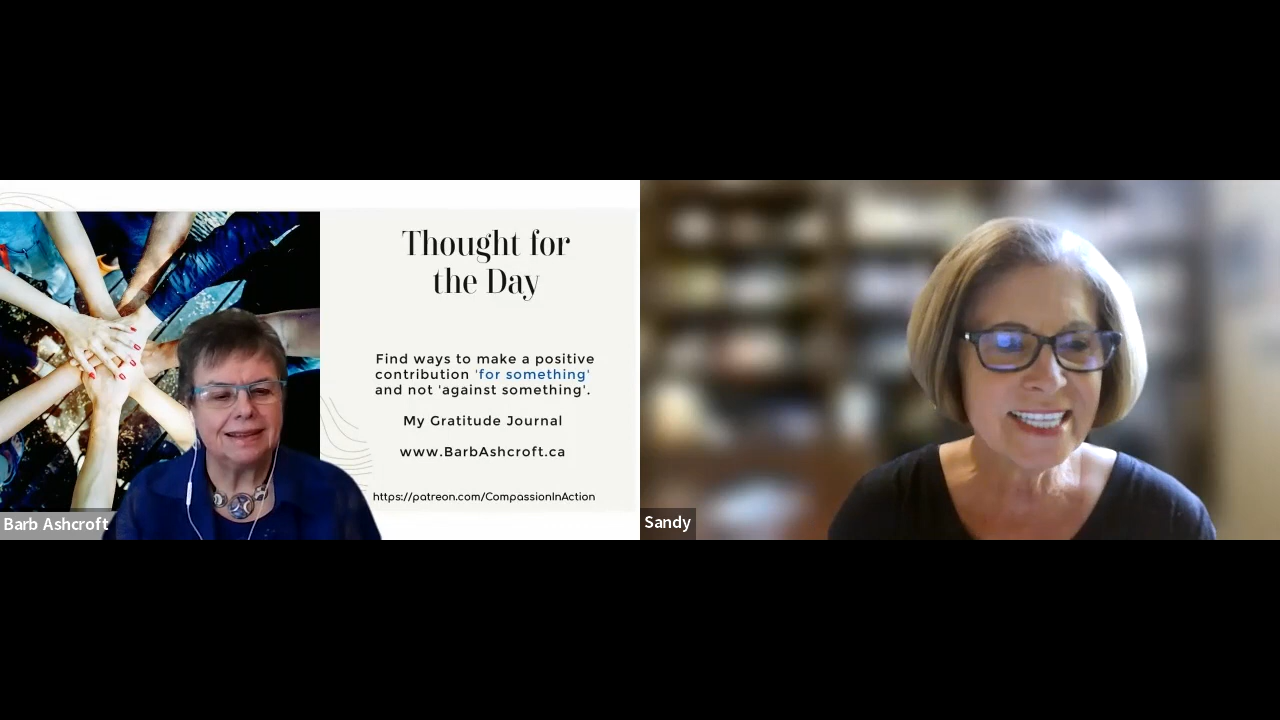 Thought for
the Day
Find ways to make a positive
contribution 'for something'
and not 'against something'.
My Gratitude Journal
www.BarbAshcroft.ca
https://patreon.com/CompassionInAction
Barb Ashcroft
Sandy